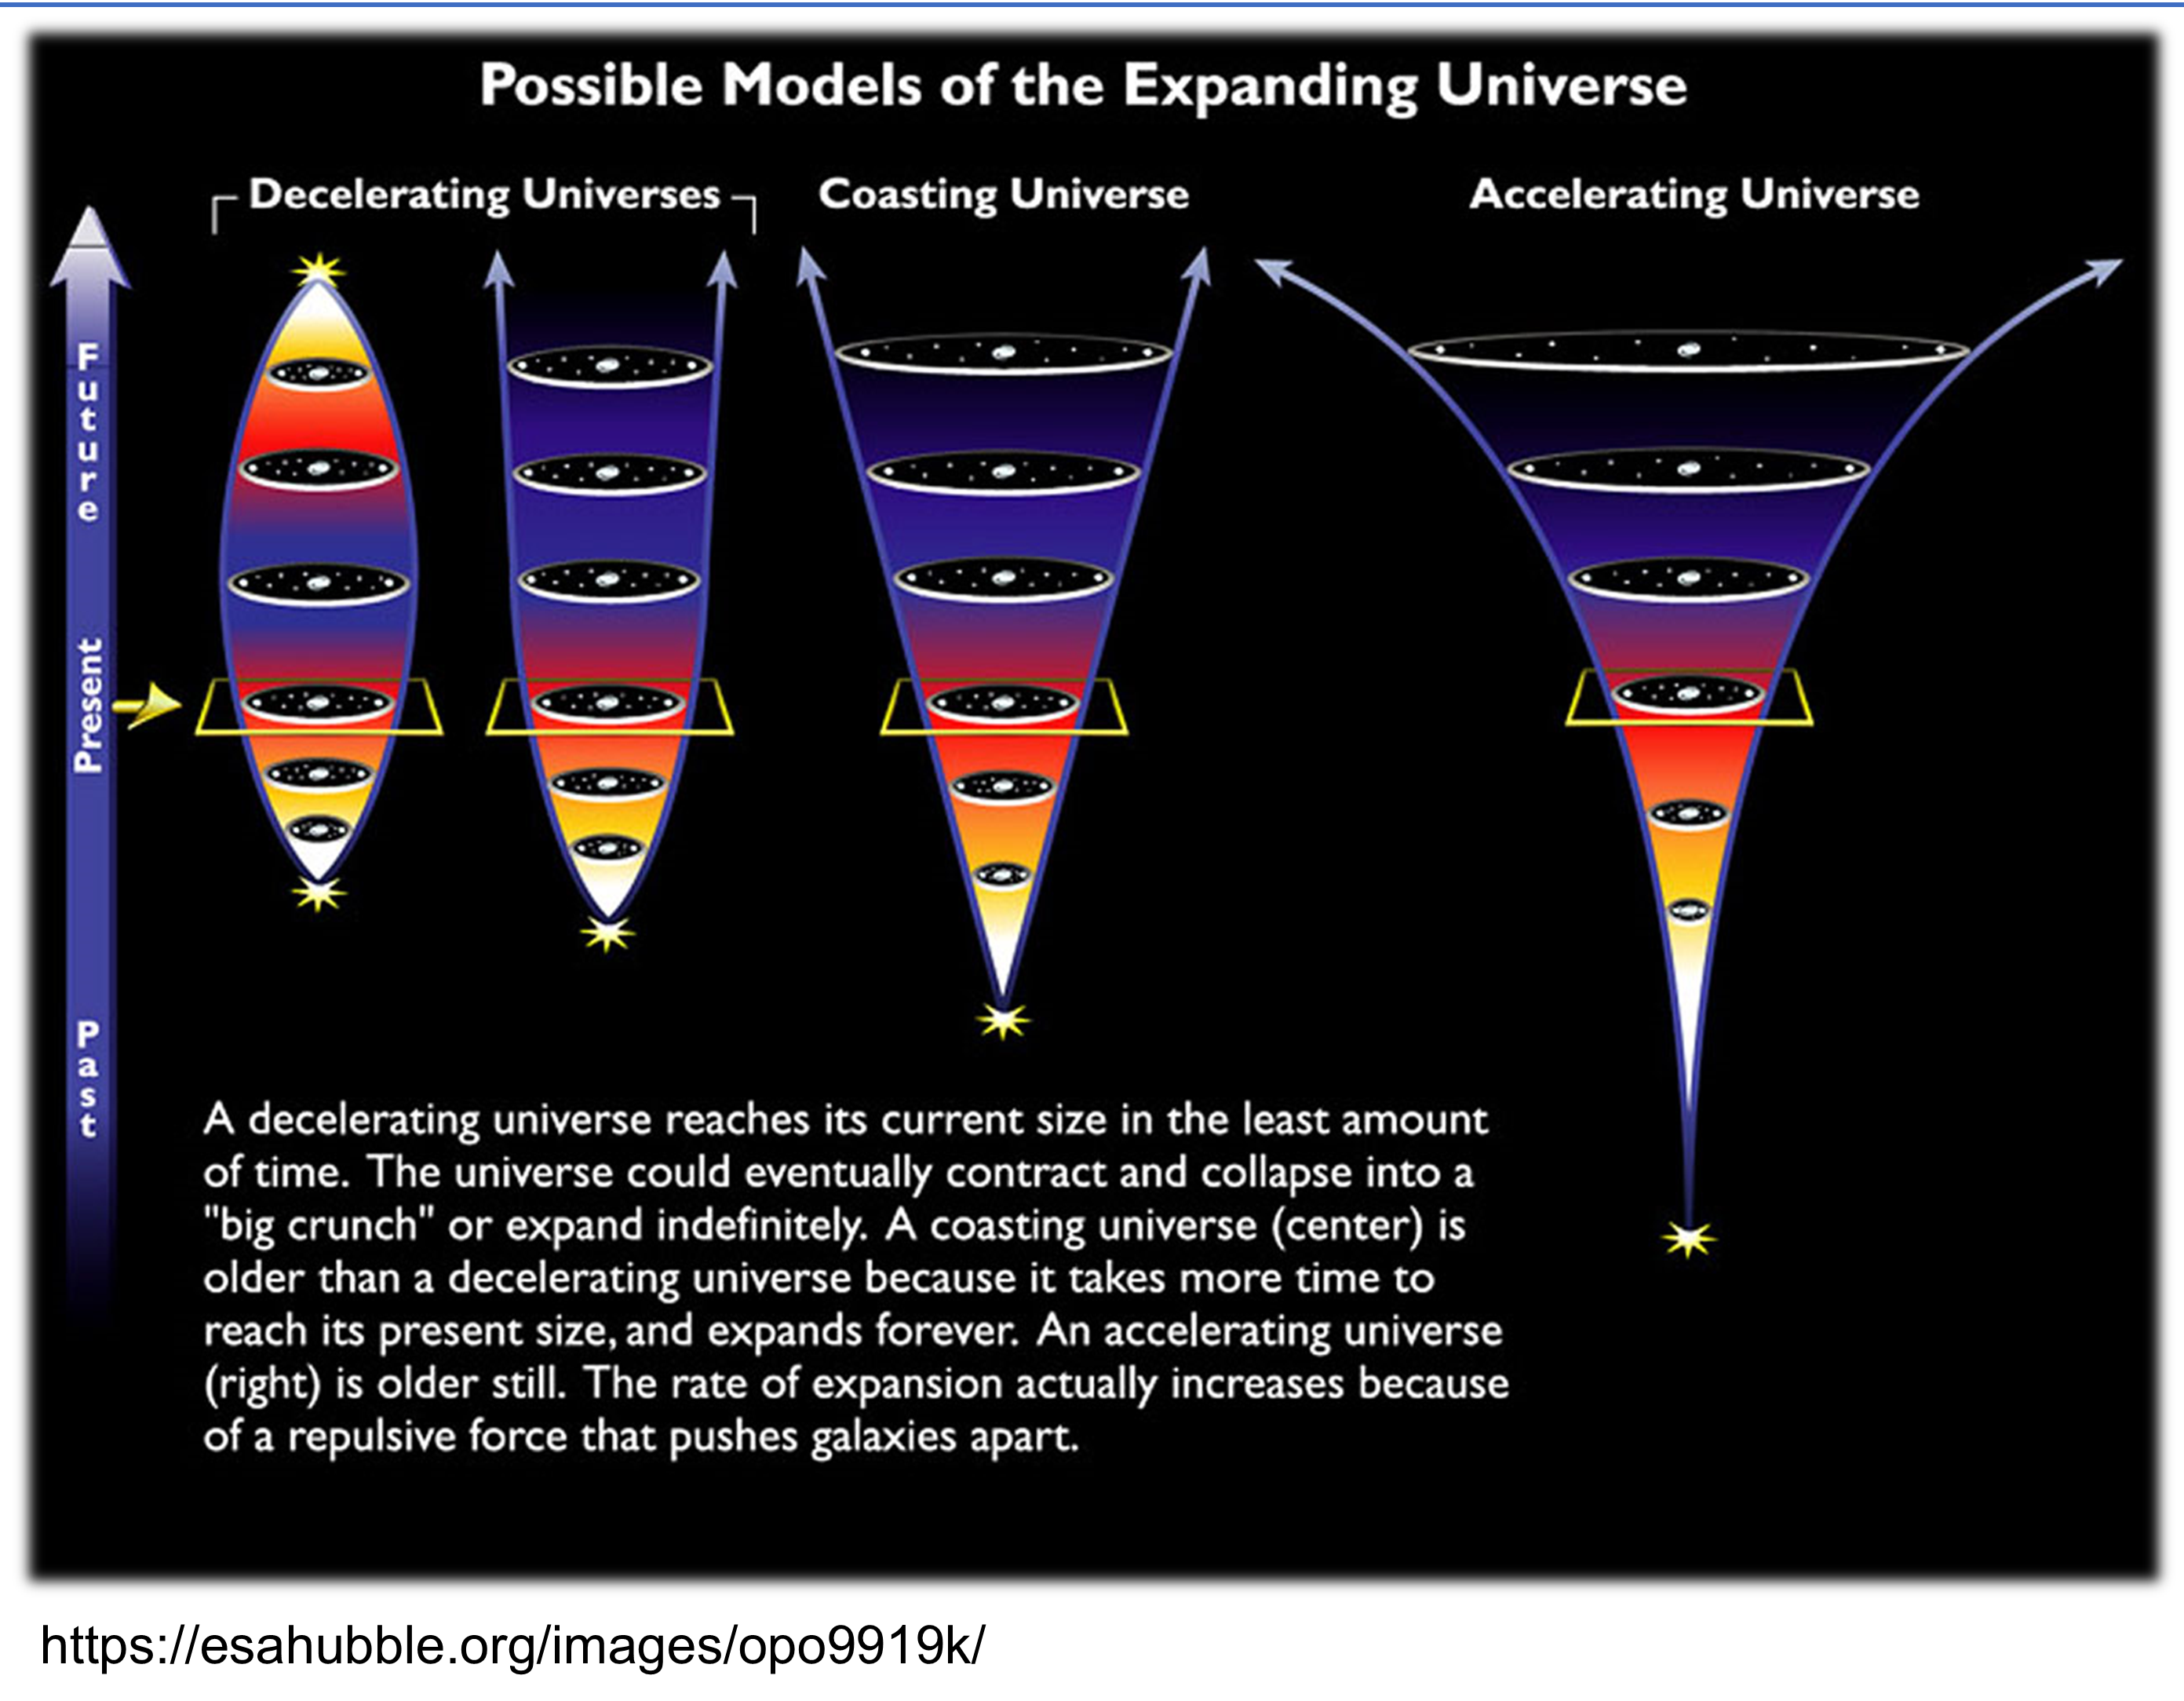 Possible Models of the Expanding Universe
Decelerating Universes
Coasting Universe
Accelerating Universe
Future
Present
Past
A decelerating universe reaches its current size in the least amount
of time. The universe could eventually contract and collapse into a
"big crunch" or expand indefinitely. A coasting universe (center) is
older than a decelerating universe because it takes more time to
reach its present size, and expands forever. An accelerating universe
(right) is older still. The rate of expansion actually increases because
of a repulsive force that pushes galaxies apart.
https://esahubble.org/images/opo9919k/